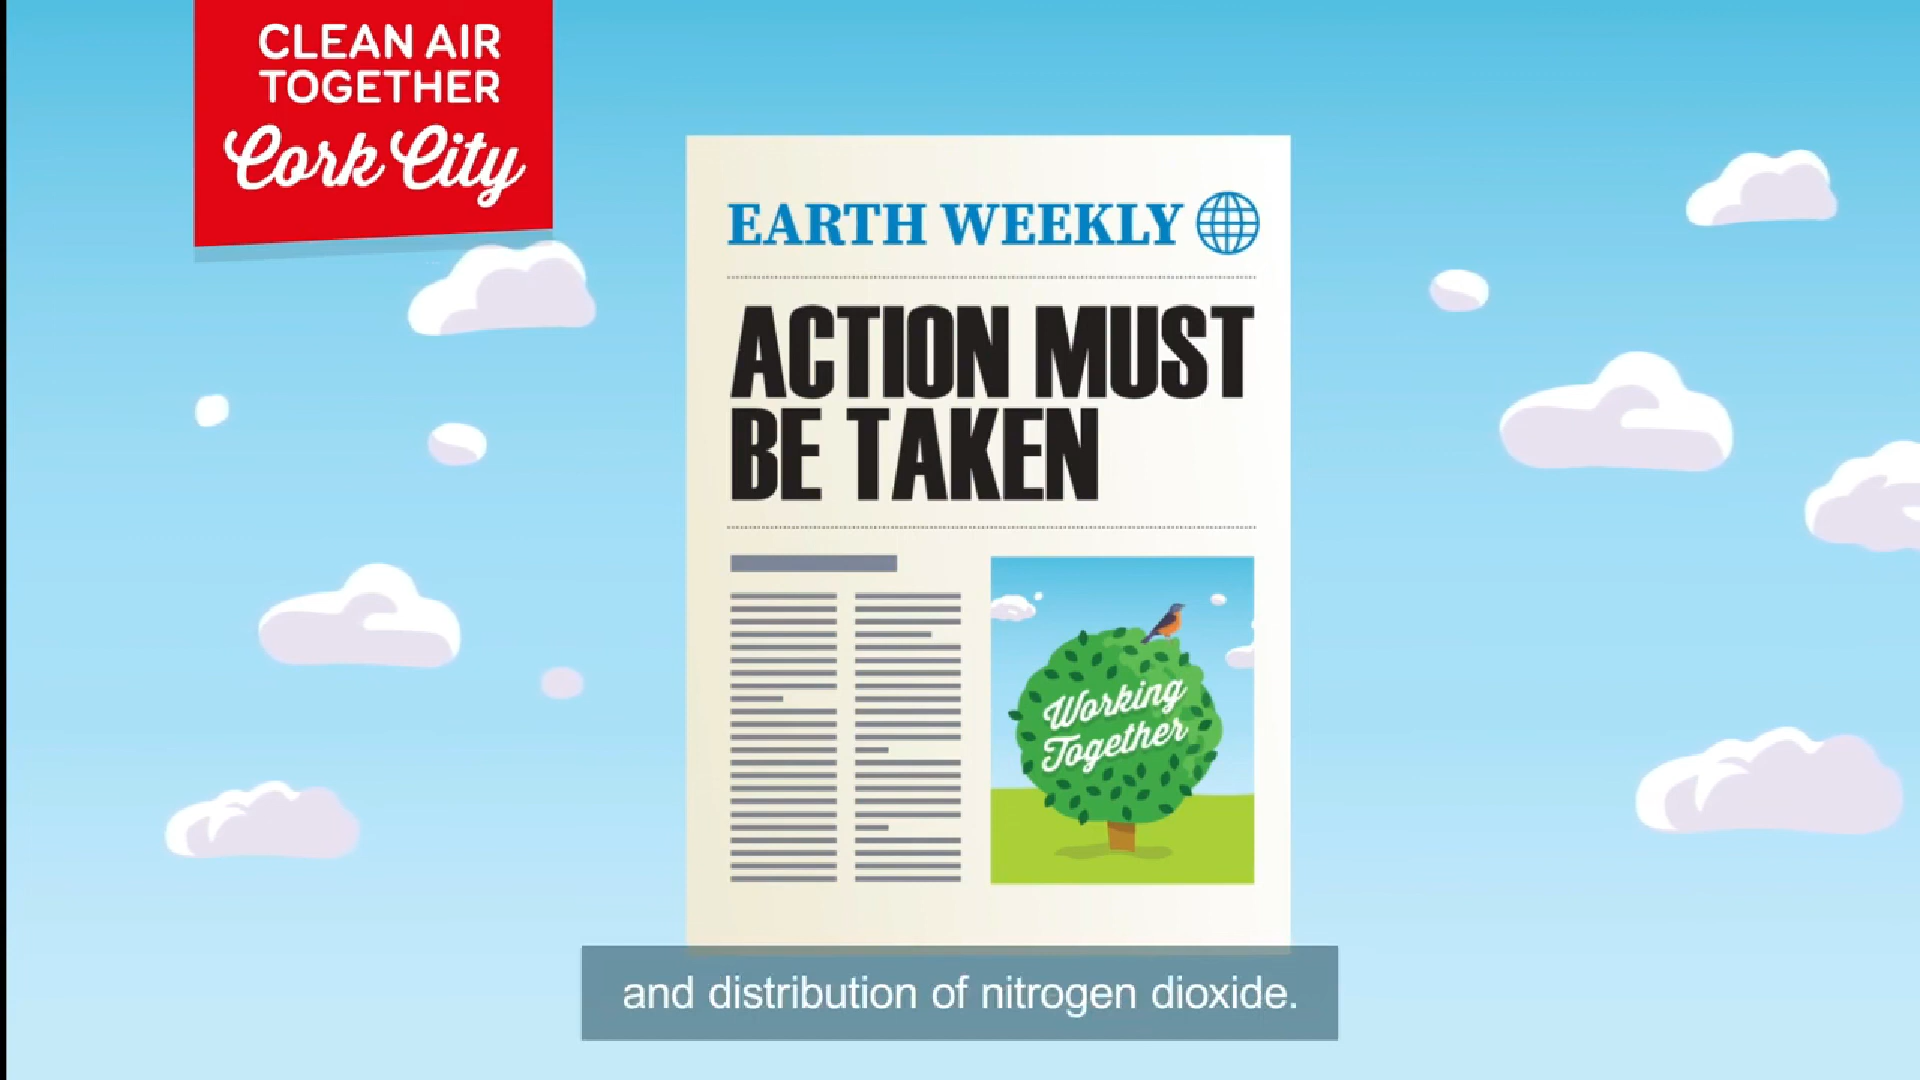 CLEAN AIR
TOGETHER
Cork City
EARTH WEEKLY
ACTION MUST
BE TAKEN
Working
Together
and distribution of nitrogen dioxide.